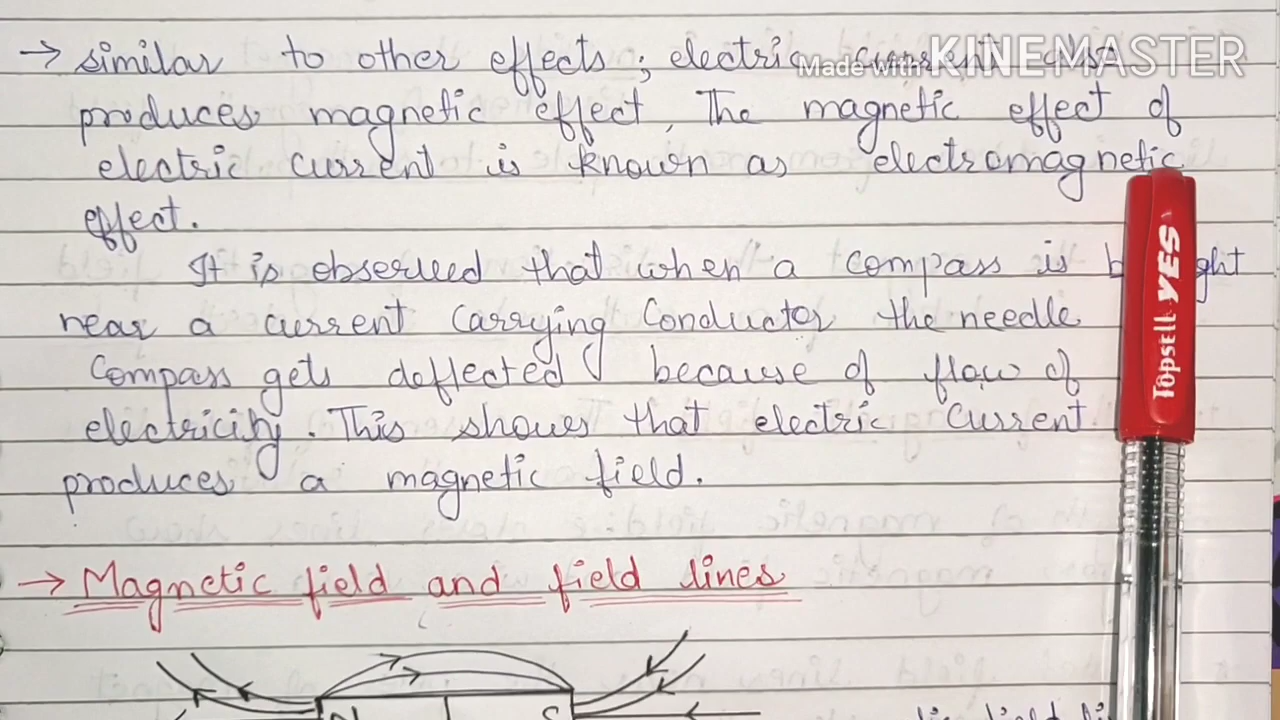 → similar to other effects; electric current also
produces magnetic effect, The magnetic effect of
electric current is known as electromagnetic
effect.
It is observed that when a compass is b ght
near a current carrying conductor the needle
compass gets deflected because of flow of
electricity. This shows that electric current
produces a magnetic field.
→ Magnetic field and field lines
N S
Made with KINEMASTER
Topsell YES